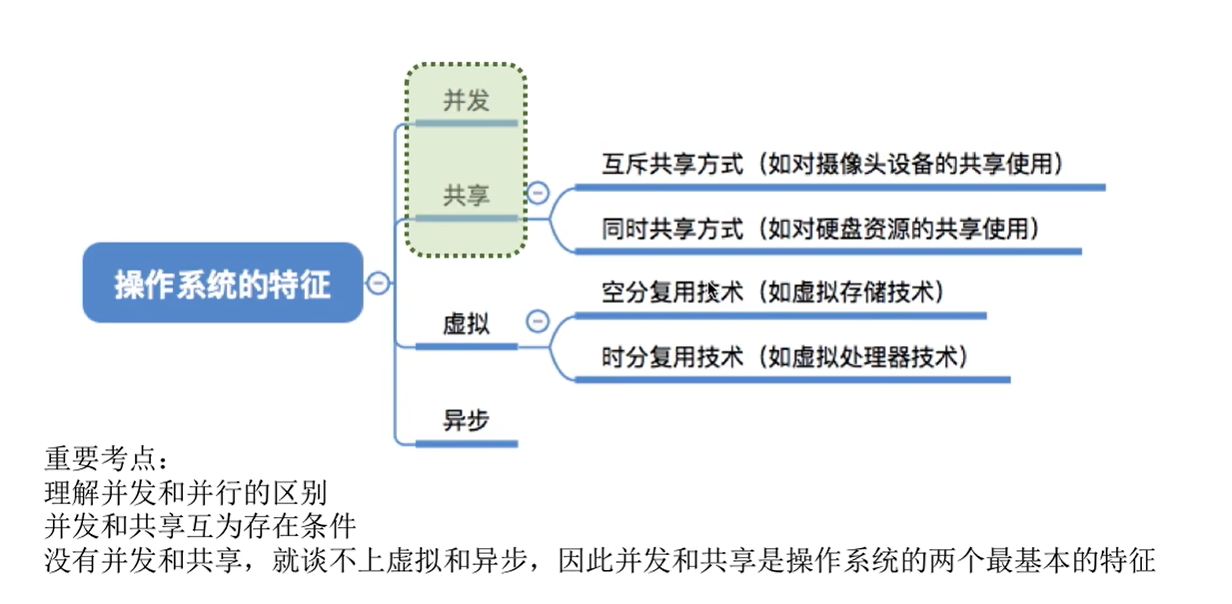 并发
共享
互斥共享方式（如对摄像头设备的共享使用）
同时共享方式（如对硬盘资源的共享使用）
操作系统的特征
虚拟
空分复用技术（如虚拟存储技术）
时分复用技术（如虚拟处理器技术）
异步
重要考点：
理解并发和并行的区别
并发和共享互为存在条件
没有并发和共享，就谈不上虚拟和异步，因此并发和共享是操作系统的两个最基本的特征